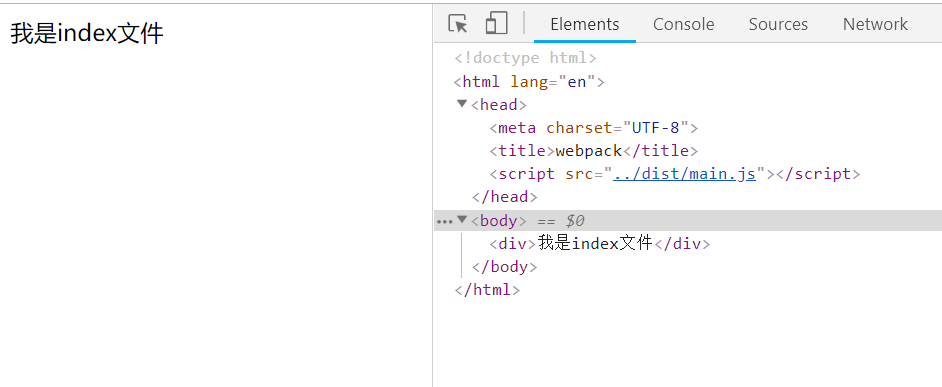 我是index文件
Elements Console Sources Network
<!doctype html>
<html lang="en">
<head>
<meta charset="UTF-8">
<title>webpack</title>
<script src="../dist/main.js"></script>
</head>
••• <body> == $0
<div>我是index文件</div>
</body>
</html>